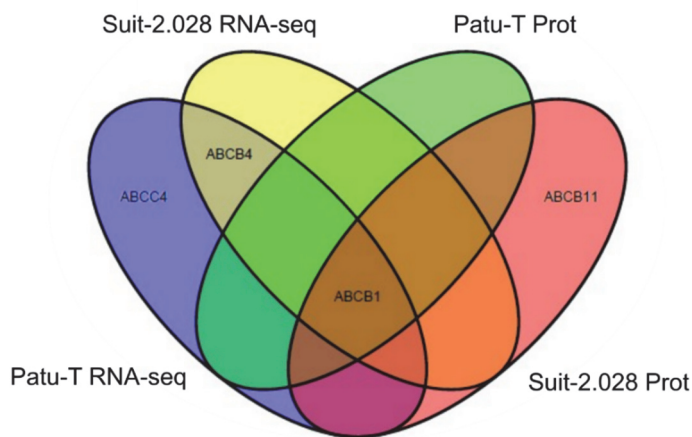 Suit-2.028 RNA-seq
Patu-T Prot
ABCB4
ABCC4
ABCB11
ABCB1
Patu-T RNA-seq
Suit-2.028 Prot